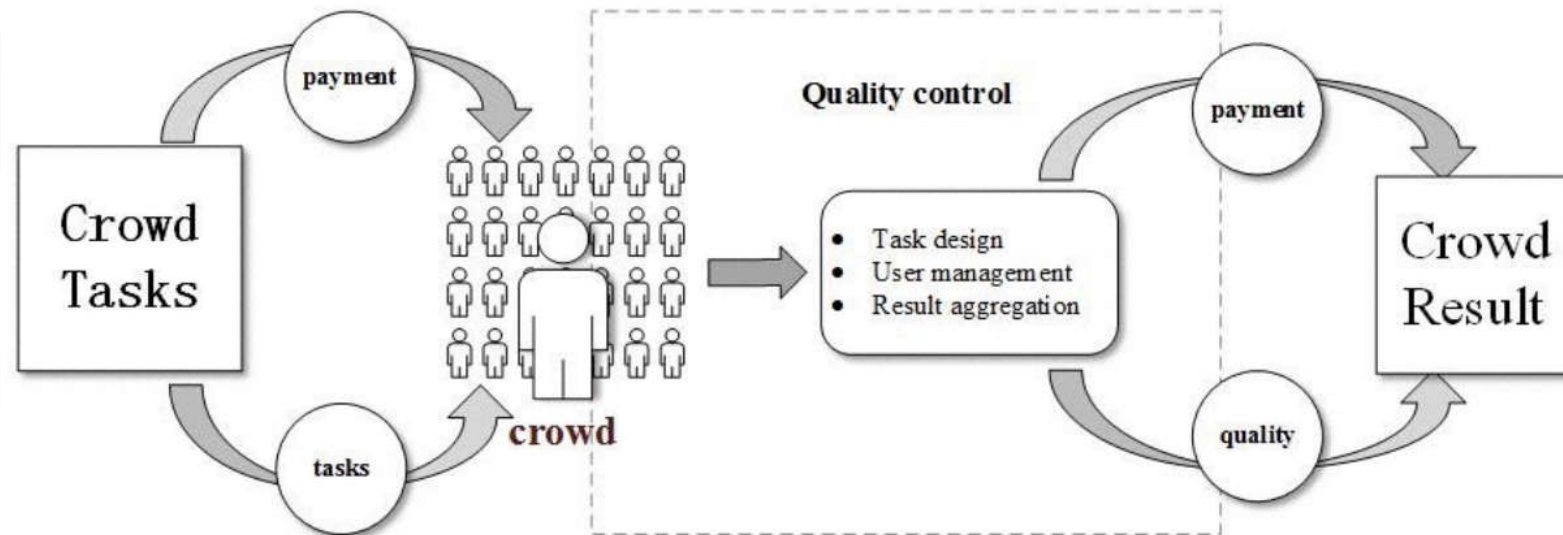 payment
Crowd
Tasks
tasks
crowd
Quality control
• Task design
• User management
• Result aggregation
payment
quality
Crowd
Result